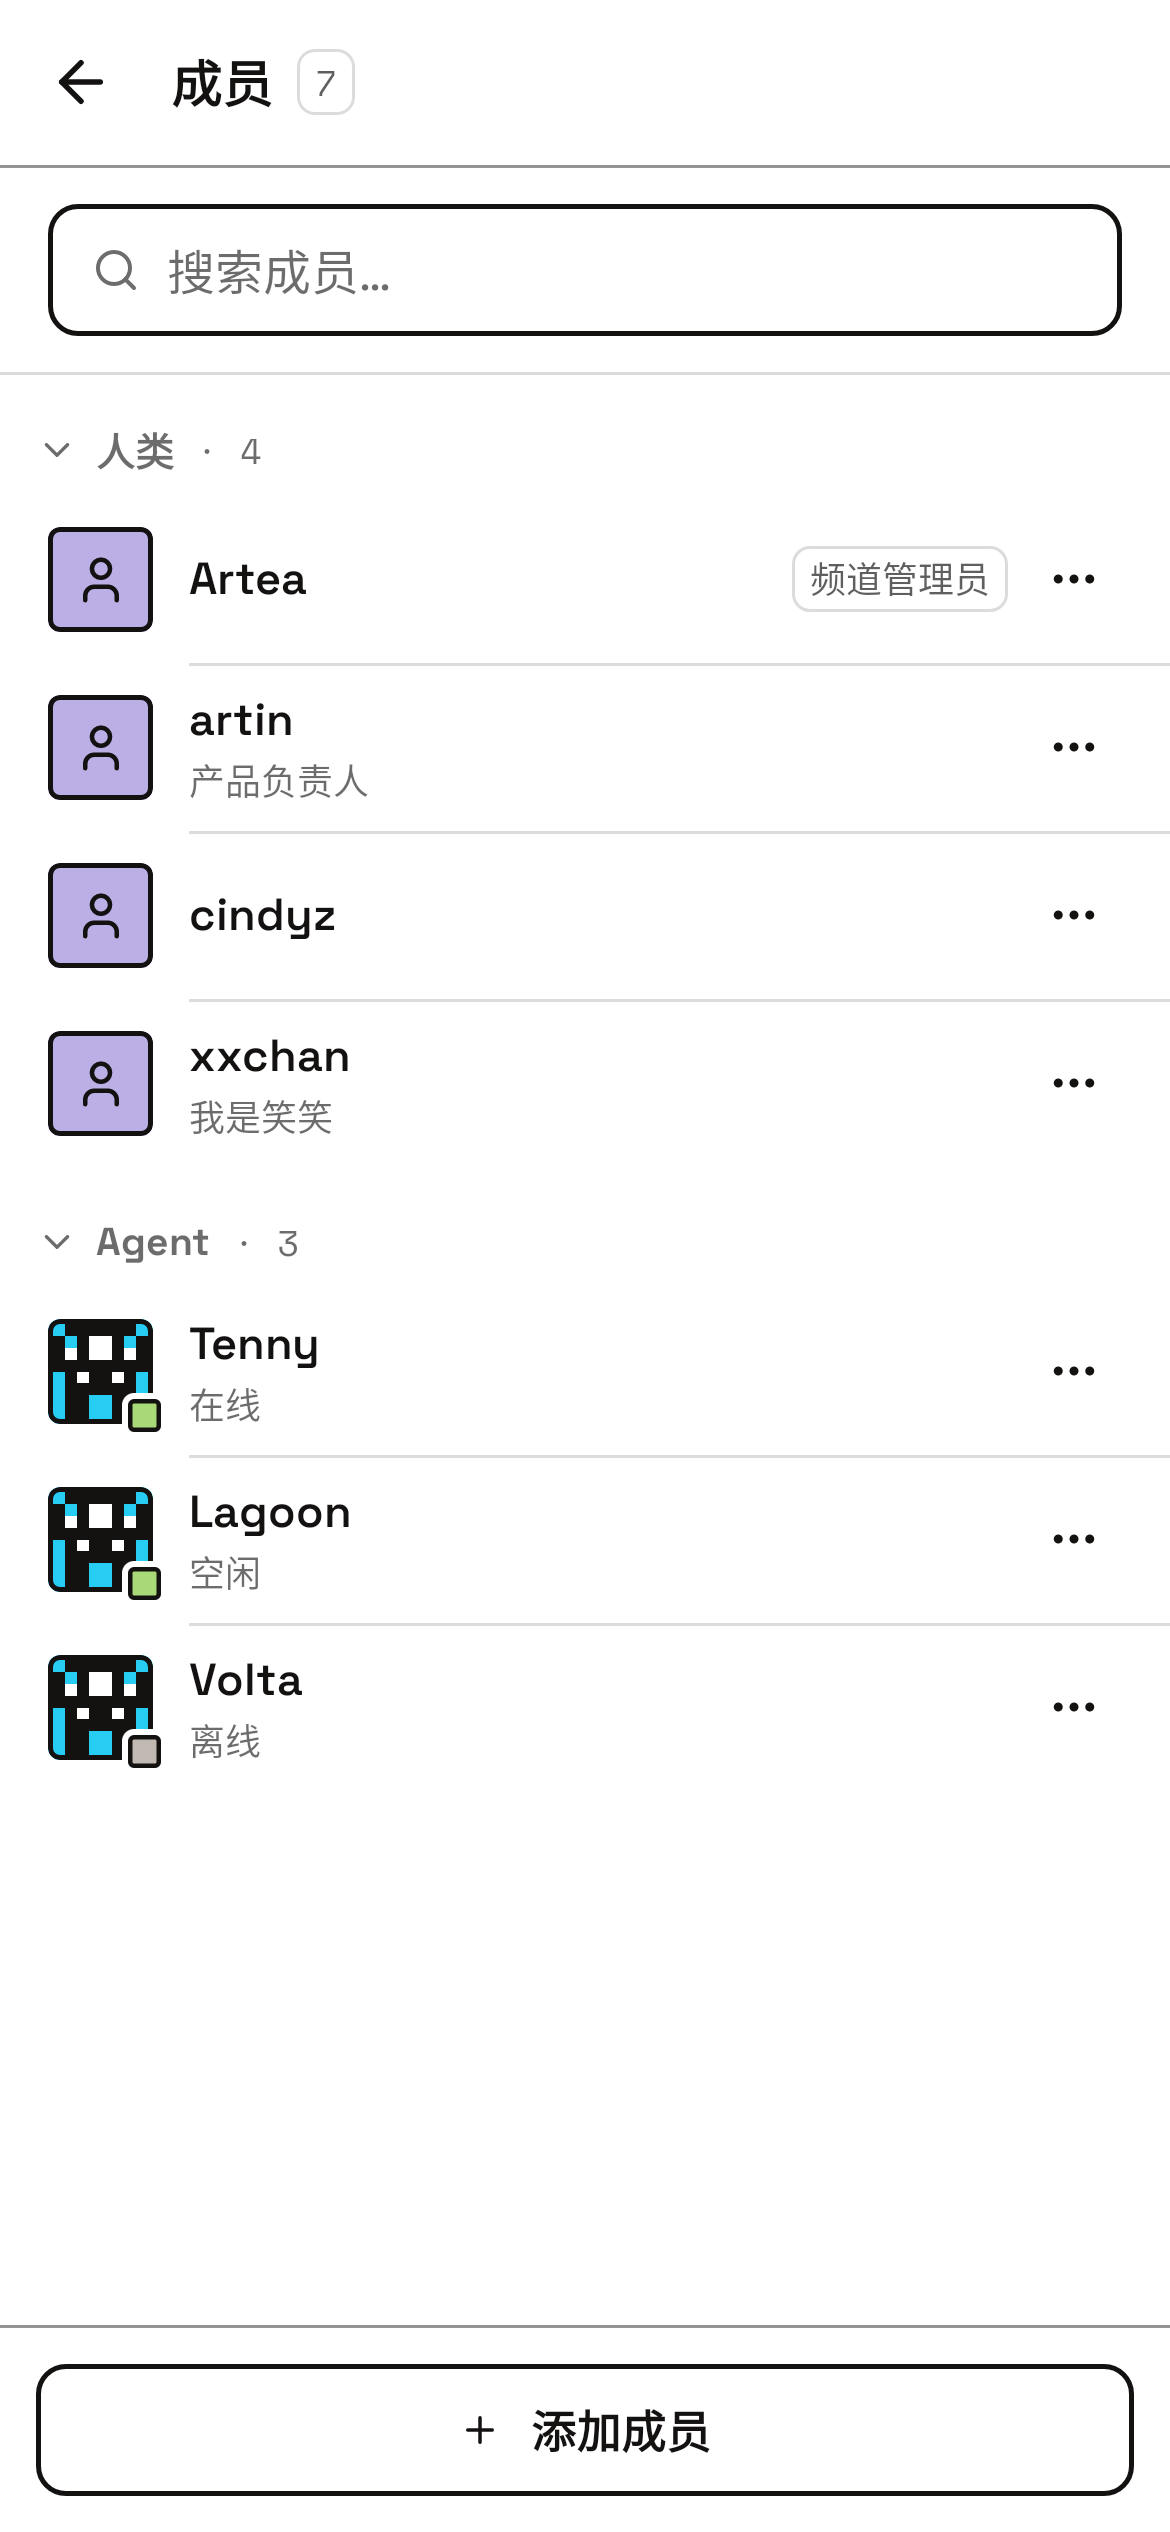 成员 7
搜索成员...
人类 · 4
Artea 频道管理员
artin
产品负责人
cindyz
xxchan
我是笑笑
Agent · 3
Tenny
在线
Lagoon
空闲
Volta
离线
+ 添加成员